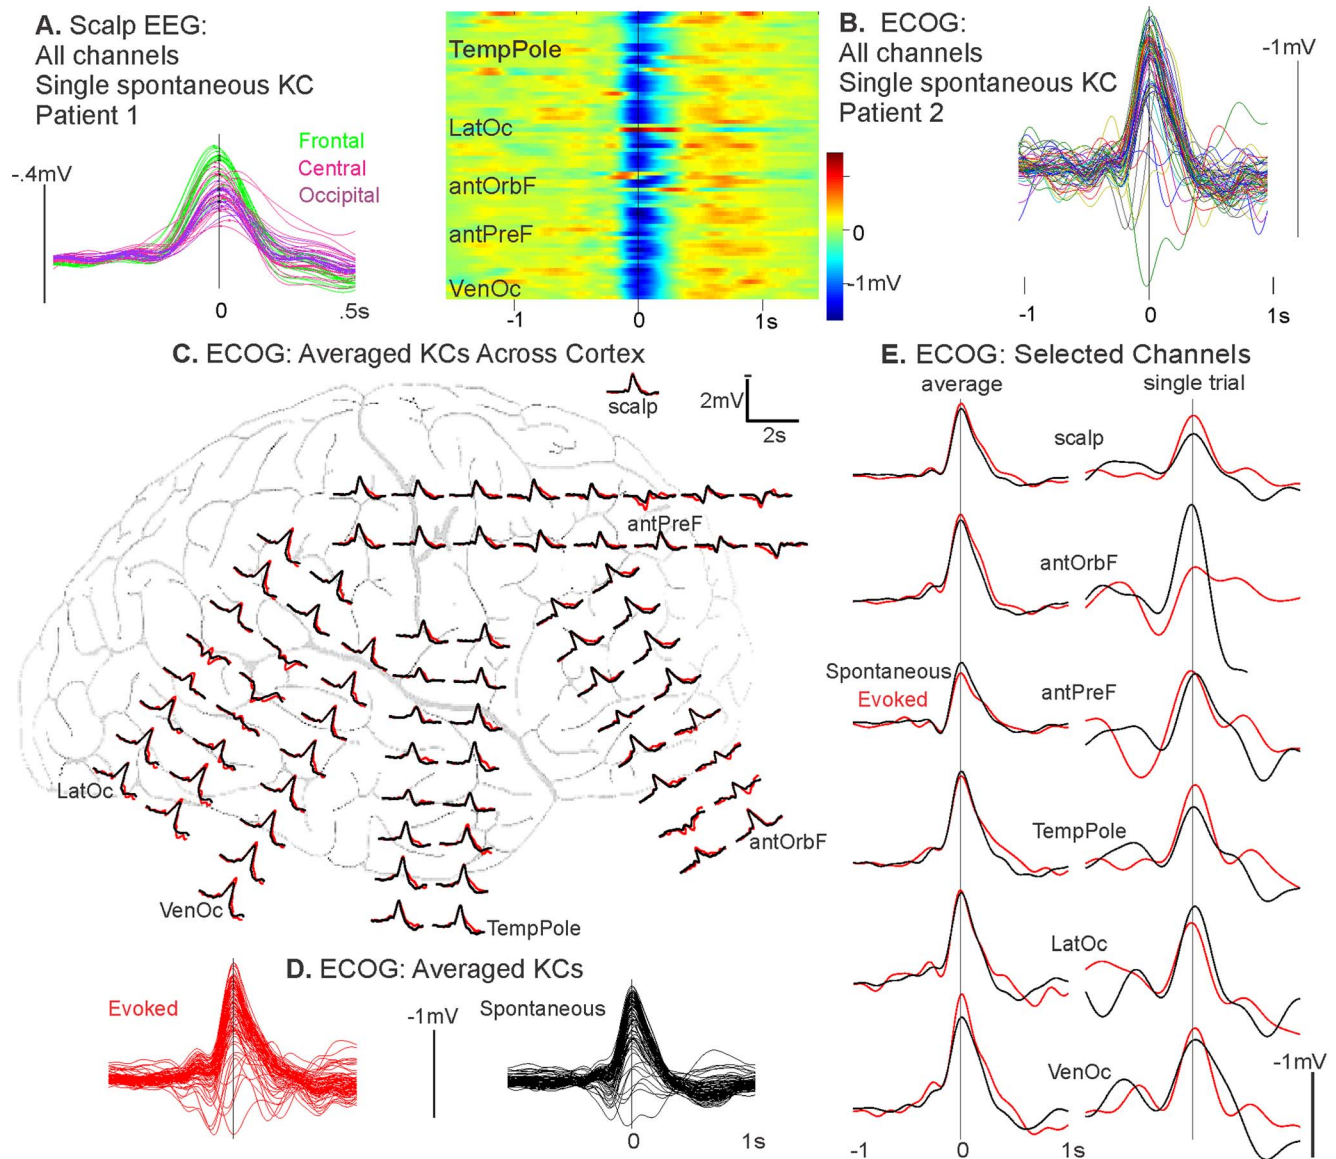 A. Scalp EEG:
All channels
Single spontaneous KC
Patient 1
Frontal
Central
Occipital
-.4mV
0
.5s
TempPole
LatOc
antOrbF
antPreF
VenOc
-1
0
1s
0
-1mV
B. ECOG:
All channels
Single spontaneous KC
Patient 2
-1mV
-1
0
1s
C. ECOG: Averaged KCs Across Cortex
scalp
2mV
2s
antPreF
LatOc
antOrbF
VenOc
TempPole
D. ECOG: Averaged KCs
Evoked
-1mV
Spontaneous
0
1s
E. ECOG: Selected Channels
average
single trial
scalp
antOrbF
Spontaneous
Evoked
antPreF
TempPole
LatOc
VenOc
-1mV
-1
0
1s